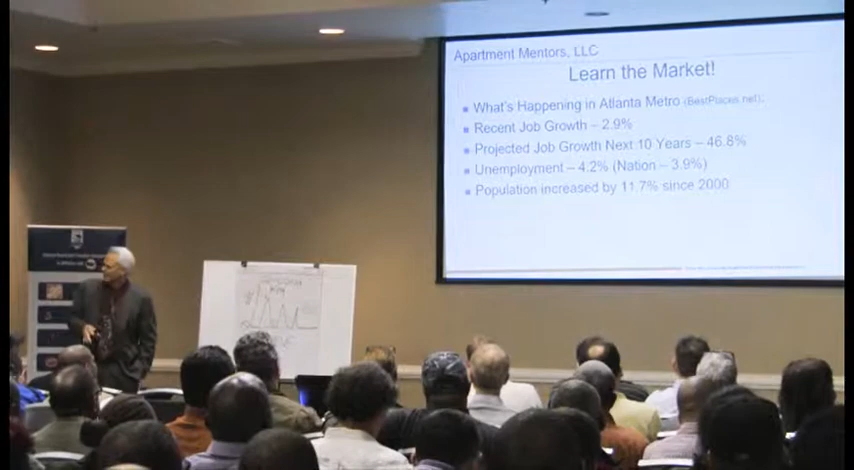 Apartment Mentors, LLC
Learn the Market!
What's Happening in Atlanta Metro (BestPlaces.net).
Recent Job Growth – 2.9%
Projected Job Growth Next 10 Years – 46.8%
Unemployment – 4.2% (Nation – 3.9%)
Population increased by 11.7% since 2000